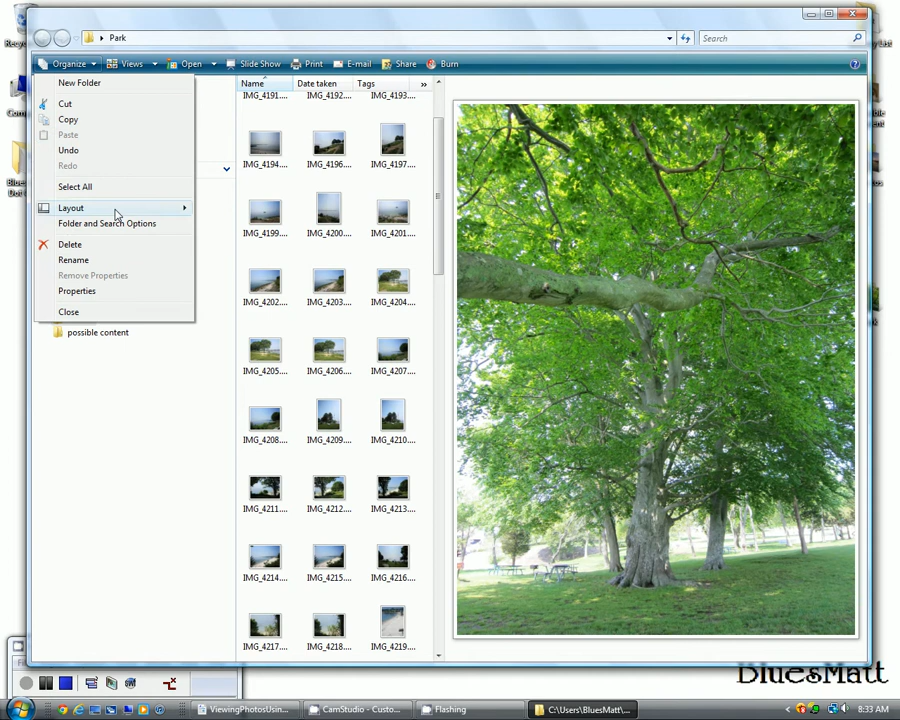 Park
Search
Organize Views Open Slide Show Print E-mail Share Burn
New Folder
Cut
Copy
Paste
Undo
Redo
Select All
Layout
Folder and Search Options
Delete
Rename
Remove Properties
Properties
Close
possible content
Name Date taken Tags »
IMG_4191.... IMG_4192.... IMG_4193....
IMG_4194.... IMG_4196.... IMG_4197....
IMG_4199.... IMG_4200.... IMG_4201....
IMG_4202.... IMG_4203.... IMG_4204....
IMG_4205.... IMG_4206.... IMG_4207....
IMG_4208.... IMG_4209.... IMG_4210....
IMG_4211.... IMG_4212.... IMG_4213....
IMG_4214.... IMG_4215.... IMG_4216....
IMG_4217.... IMG_4218.... IMG_4219....
BluesMatt
ViewingPhotosUsin... CamStudio - Custo... Flashing C:\Users\BluesMatt\... 8:33 AM